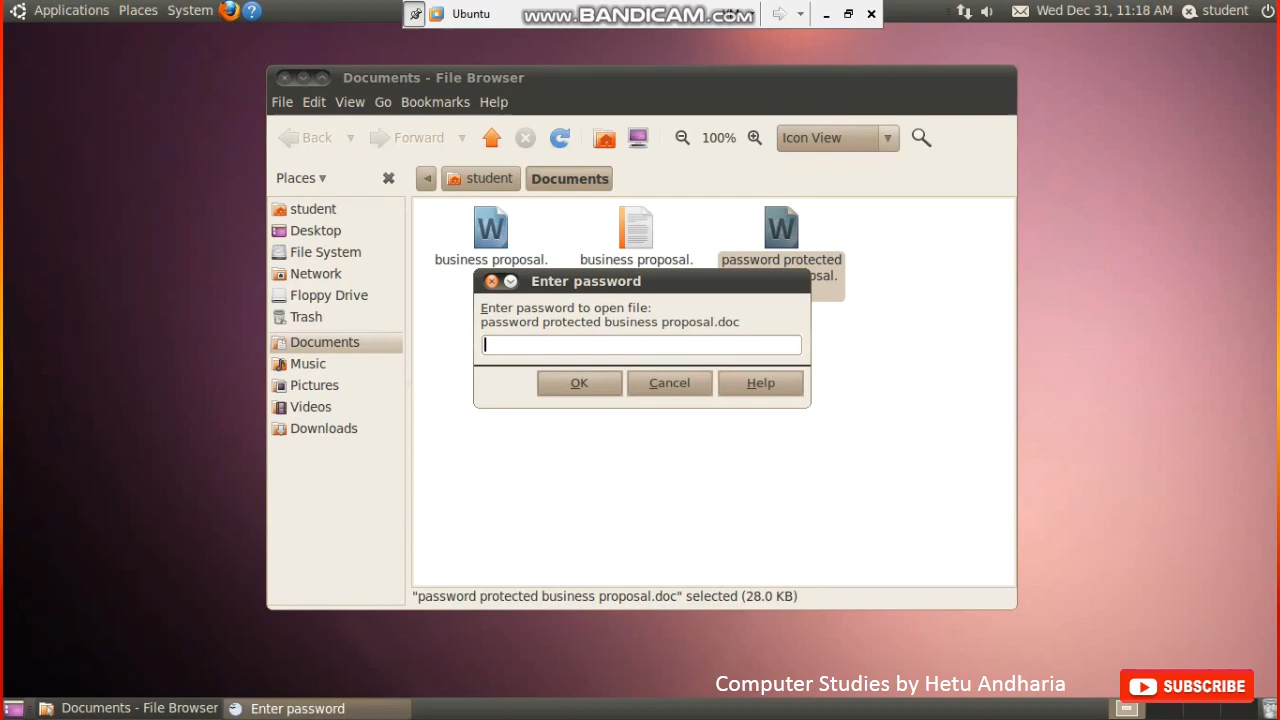 Applications Places System
Ubuntu
www.BANDICAM.com
Wed Dec 31, 11:18 AM
student
Documents - File Browser
File Edit View Go Bookmarks Help
Back Forward 100% Icon View
Places
student Documents
student
Desktop
File System
Network
Floppy Drive
Trash
Documents
Music
Pictures
Videos
Downloads
business proposal.
business proposal.
password protected
osal.
Enter password
Enter password to open file:
password protected business proposal.doc
OK Cancel Help
"password protected business proposal.doc" selected (28.0 KB)
Computer Studies by Hetu Andharia
SUBSCRIBE
Documents - File Browser
Enter password